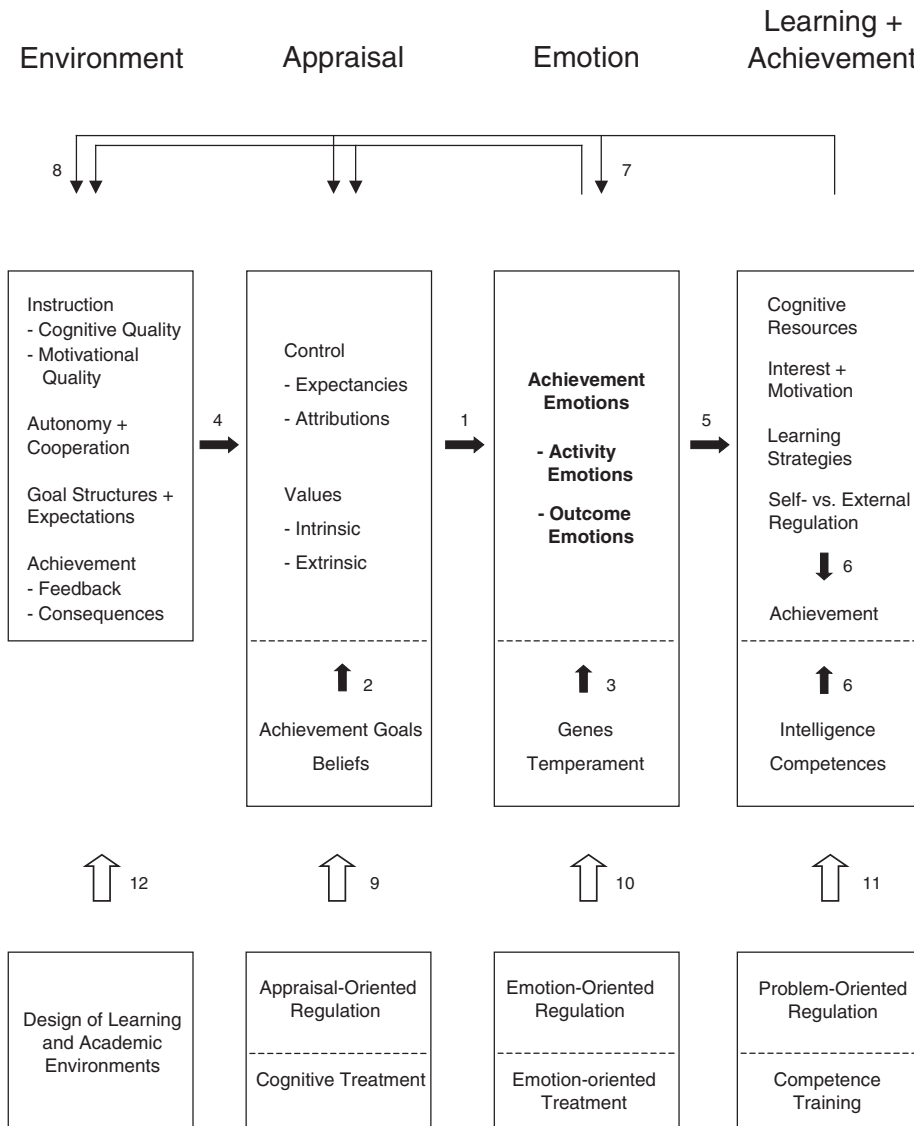 Environment
Appraisal
Emotion
Learning +
Achievement
8
7
Instruction
- Cognitive Quality
- Motivational
Quality
Autonomy +
Cooperation
Goal Structures +
Expectations
Achievement
- Feedback
- Consequences
4
Control
- Expectancies
- Attributions
Values
- Intrinsic
- Extrinsic
2
Achievement Goals
Beliefs
1
Achievement
Emotions
- Activity
Emotions
- Outcome
Emotions
3
Genes
Temperament
5
Cognitive
Resources
Interest +
Motivation
Learning
Strategies
Self- vs. External
Regulation
6
Achievement
6
Intelligence
Competences
12
9
10
11
Design of Learning
and Academic
Environments
Appraisal-Oriented
Regulation
Cognitive Treatment
Emotion-Oriented
Regulation
Emotion-oriented
Treatment
Problem-Oriented
Regulation
Competence
Training